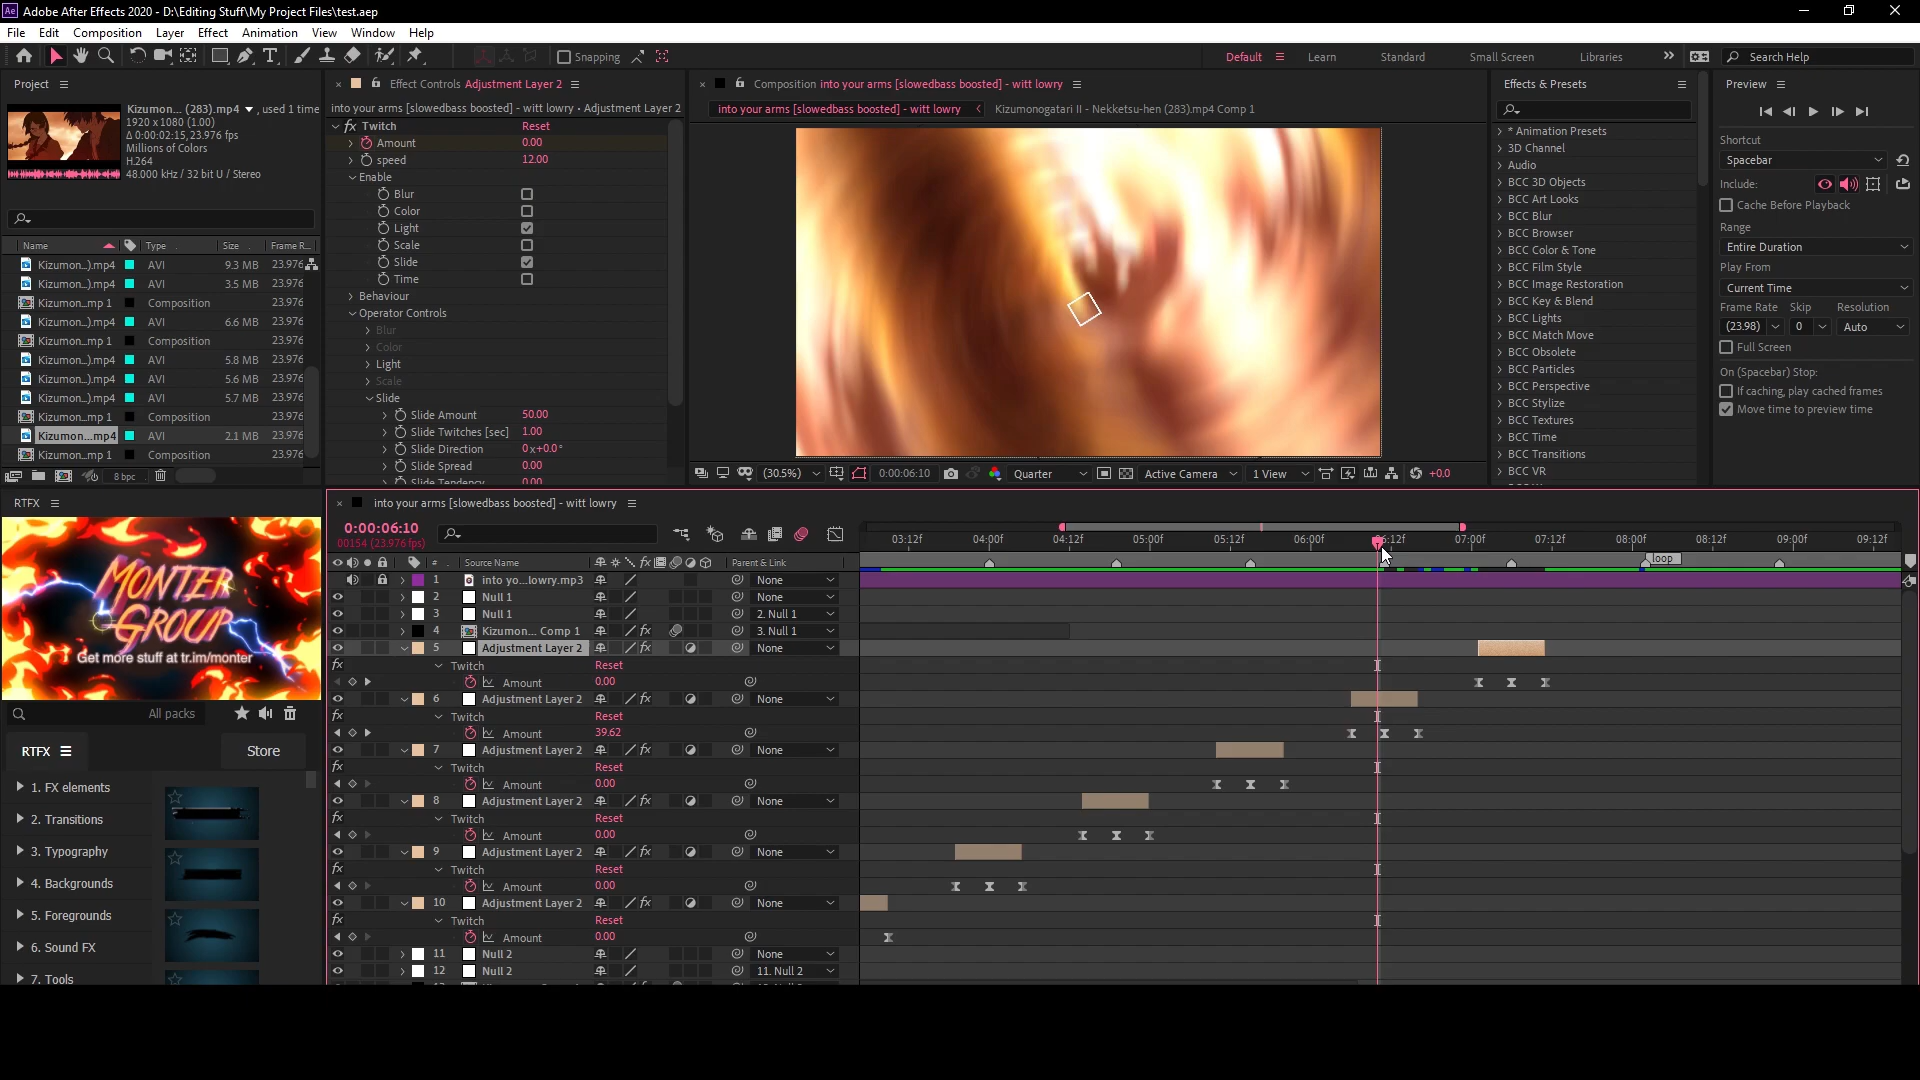 Adobe After Effects 2020 - D:\Editing Stuff\My Project Files\test.aep
File Edit Composition Layer Effect Animation View Window Help
Snapping
Default Learn Standard Small Screen Libraries Search Help
Project
Kizumon... (283).mp4 , used 1 time
1920 x 1080 (1.00)
Δ 0:00:02:15, 23.976 fps
Millions of Colors
H.264
48.000 kHz / 32 bit U / Stereo
Name Type Size Frame R...
Kizumon...).mp4 AVI 9.3 MB 23.976
Kizumon...).mp4 AVI 3.5 MB 23.976
Kizumon...mp 1 Composition 23.976
Kizumon...).mp4 AVI 6.6 MB 23.976
Kizumon...mp 1 Composition 23.976
Kizumon...).mp4 AVI 5.8 MB 23.976
Kizumon...).mp4 AVI 5.6 MB 23.976
Kizumon...).mp4 AVI 5.7 MB 23.976
Kizumon...mp 1 Composition 23.976
Kizumon...mp4 AVI 2.1 MB 23.976
Kizumon...mp 1 Composition 23.976
8 bpc
Effect Controls Adjustment Layer 2
into your arms [slowedbass boosted] - witt lowry • Adjustment Layer 2
fx Twitch Reset
Amount 0.00
speed 12.00
Enable
Blur
Color
Light
Scale
Slide
Time
Behaviour
Operator Controls
Blur
Color
Light
Scale
Slide
Slide Amount 50.00
Slide Twitches [sec] 1.00
Slide Direction 0x+0.0°
Slide Spread 0.00
Slide Tendency 0.00
Composition into your arms [slowedbass boosted] - witt lowry
into your arms [slowedbass boosted] - witt lowry Kizumonogatari II - Nekketsu-hen (283).mp4 Comp 1
(30.5%) 0:00:06:10 Quarter Active Camera 1 View +0.0
Effects & Presets
* Animation Presets
3D Channel
Audio
BCC 3D Objects
BCC Art Looks
BCC Blur
BCC Browser
BCC Color & Tone
BCC Film Style
BCC Image Restoration
BCC Key & Blend
BCC Lights
BCC Match Move
BCC Obsolete
BCC Particles
BCC Perspective
BCC Stylize
BCC Textures
BCC Time
BCC Transitions
BCC VR
Preview
Shortcut
Spacebar
Include:
Cache Before Playback
Range
Entire Duration
Play From
Current Time
Frame Rate Skip Resolution
(23.98) 0 Auto
Full Screen
On (Spacebar) Stop:
If caching, play cached frames
Move time to preview time
RTFX
MONTER
GROUP
Get more stuff at tr.im/monter
All packs
RTFX Store
1. FX elements
2. Transitions
3. Typography
4. Backgrounds
5. Foregrounds
6. Sound FX
7. Tools
into your arms [slowedbass boosted] - witt lowry
0:00:06:10
00154 (23.976 fps)
03:12f 04:00f 04:12f 05:00f 05:12f 06:00f 06:12f 07:00f 07:12f 08:00f 08:12f 09:00f 09:12f
# Source Name Parent & Link
loop
1 into yo...lowry.mp3 None
2 Null 1 None
3 Null 1 2. Null 1
4 Kizumon... Comp 1 fx 3. Null 1
5 Adjustment Layer 2 fx None
fx Twitch Reset
Amount 0.00
6 Adjustment Layer 2 fx None
fx Twitch Reset
Amount 39.62
7 Adjustment Layer 2 fx None
fx Twitch Reset
Amount 0.00
8 Adjustment Layer 2 fx None
fx Twitch Reset
Amount 0.00
9 Adjustment Layer 2 fx None
fx Twitch Reset
Amount 0.00
10 Adjustment Layer 2 fx None
fx Twitch Reset
Amount 0.00
11 Null 2 None
12 Null 2 11. Null 2